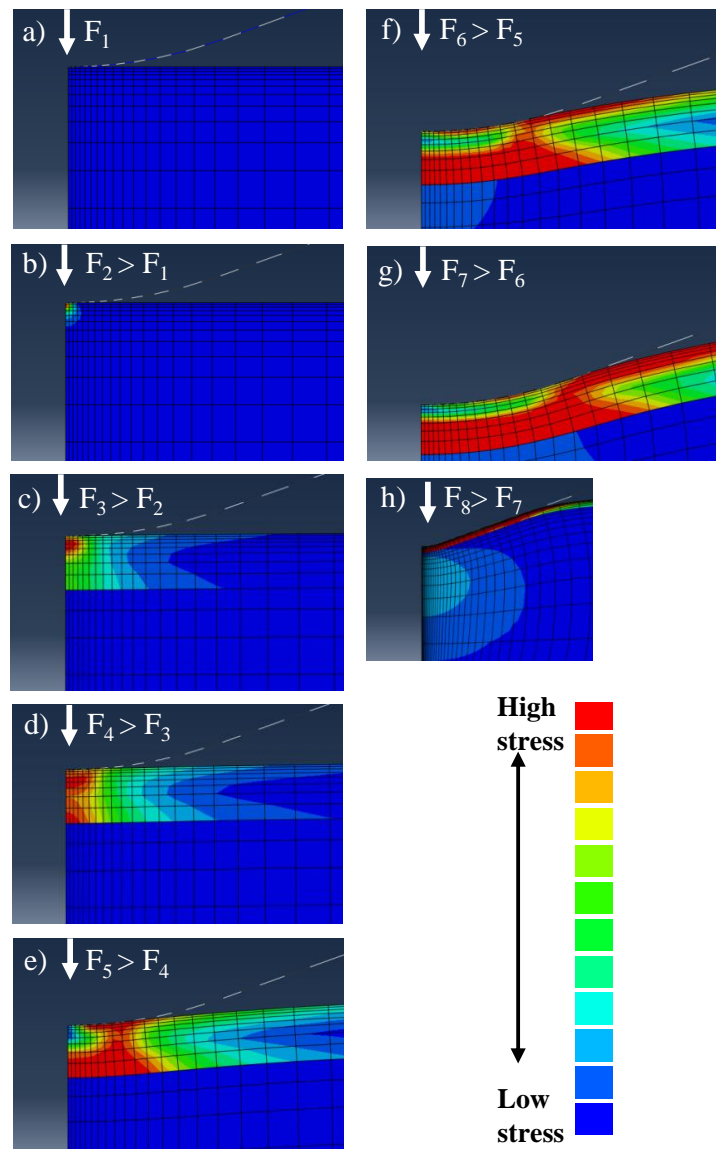 a) F₁
b) F₂ > F₁
c) F₃ > F₂
d) F₄ > F₃
e) F₅ > F₄
f) F₆ > F₅
g) F₇ > F₆
h) F₈ > F₇
High
stress
Low
stress